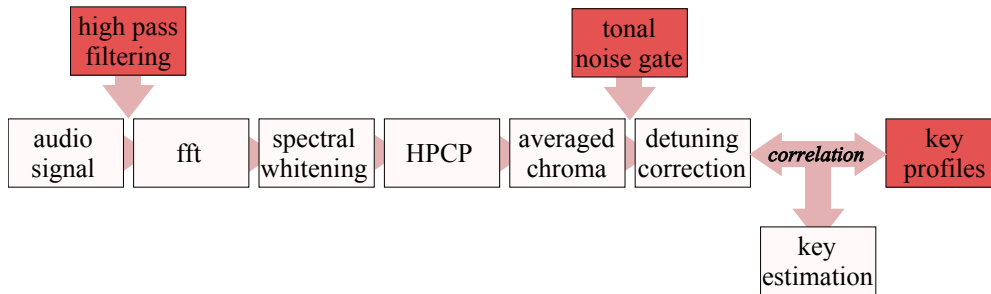 high pass
filtering
tonal
noise gate
audio
signal
fft
spectral
whitening
HPCP
averaged
chroma
detuning
correction
correlation
key
profiles
key
estimation